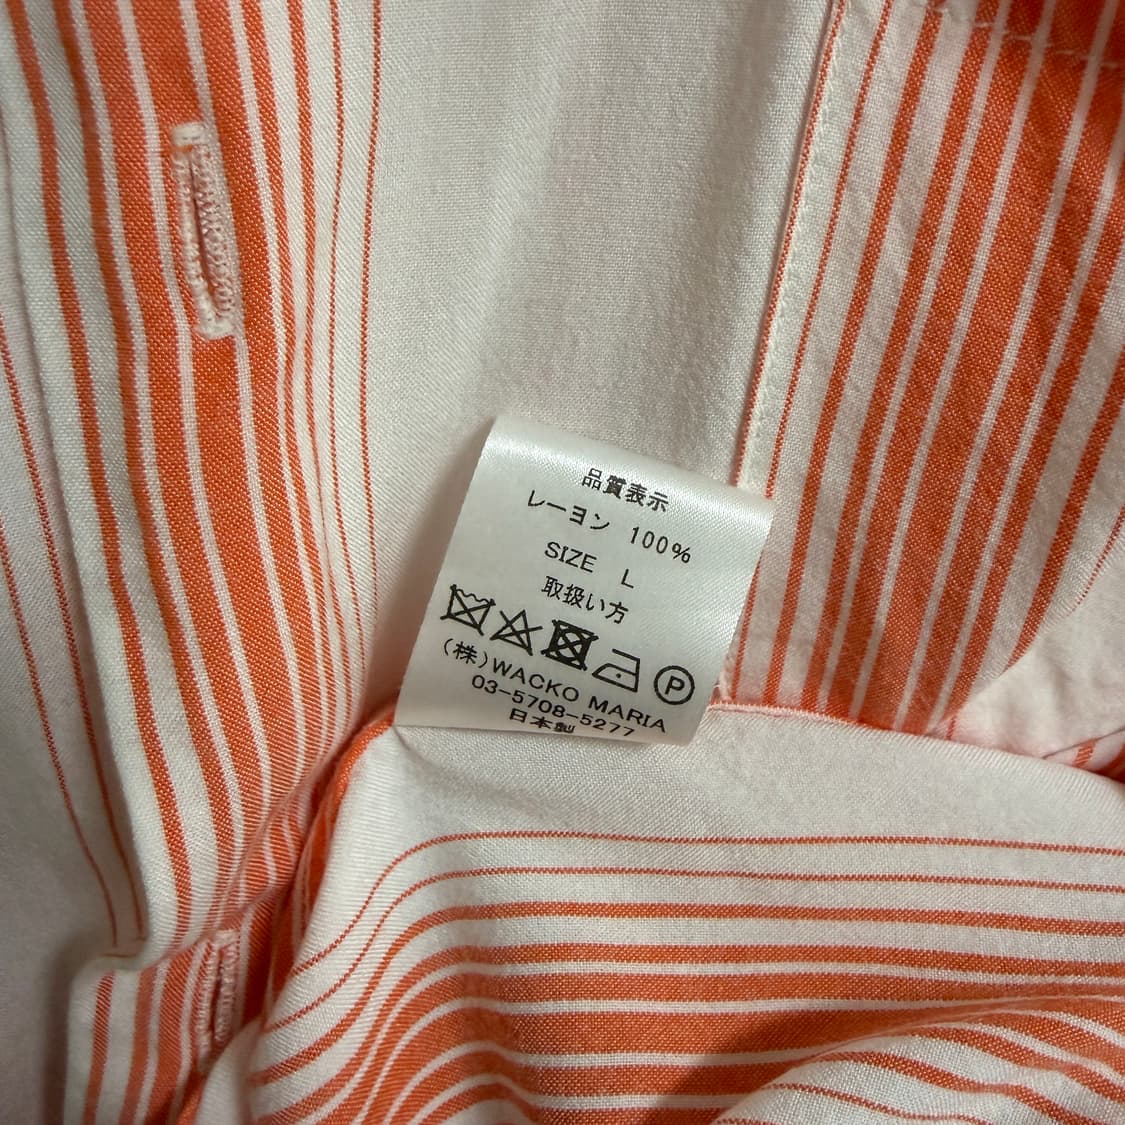 品質表示
レーヨン 100%
SIZE L
取扱い方
P
(株)WACKO MARIA
03-5708-5277
日本製